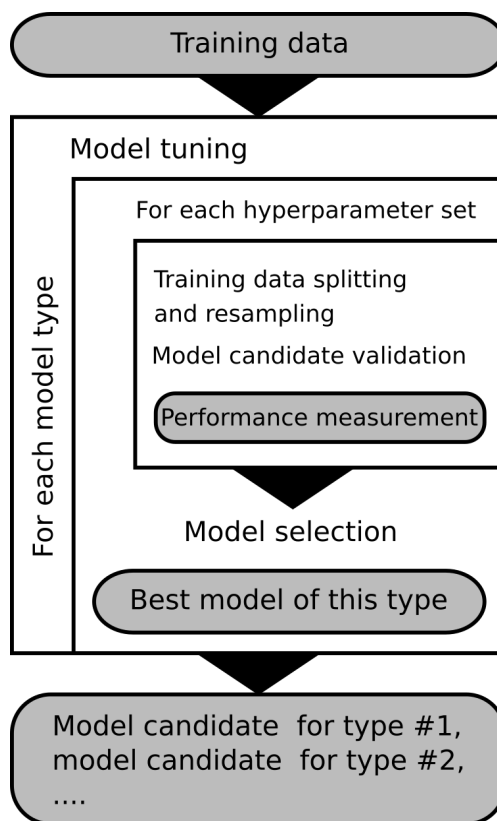 Training data
Model tuning
For each model type
For each hyperparameter set
Training data splitting
and resampling
Model candidate validation
Performance measurement
Model selection
Best model of this type
Model candidate  for type #1,
model candidate  for type #2,
....